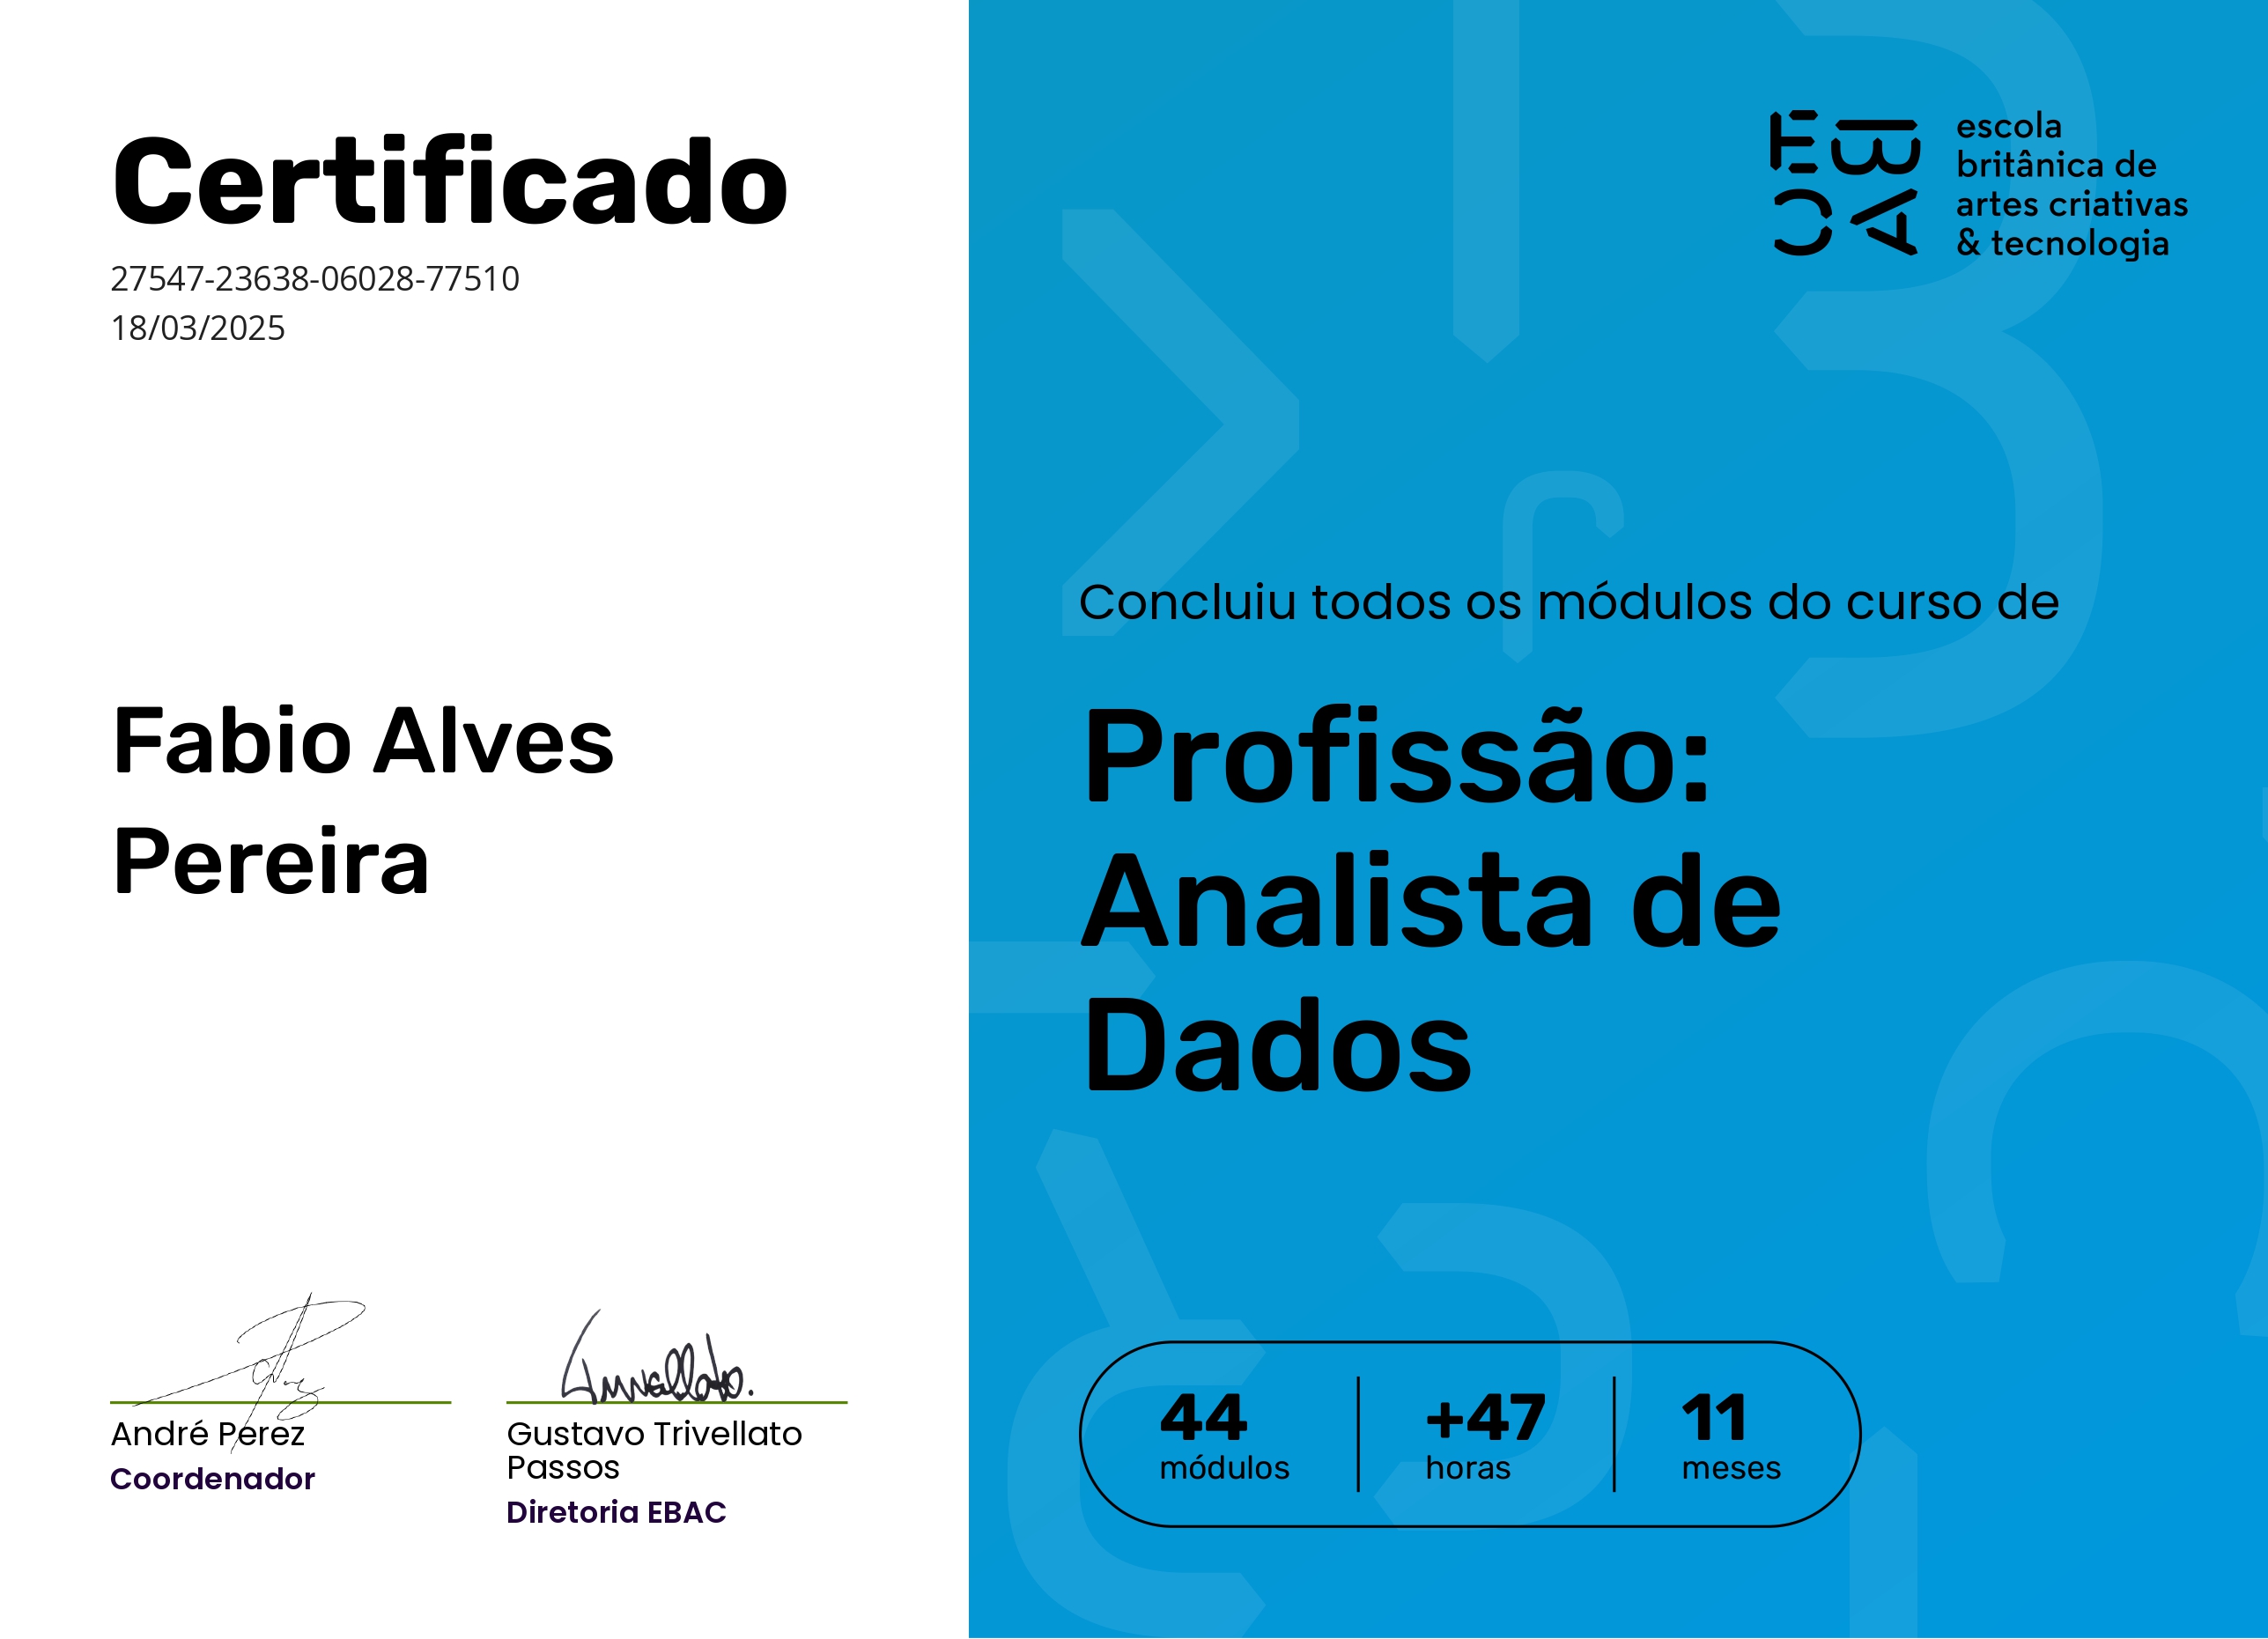 Certificado
27547-23638-06028-77510
18/03/2025
Fabio Alves
Pereira
André Perez
Coordenador
Gustavo Trivellato
Passos
Diretoria EBAC
EBAC
escola
britânica de
artes criativas
& tecnologia
Concluiu todos os módulos do curso de
Profissão:
Analista de
Dados
44
módulos
+47
horas
11
meses